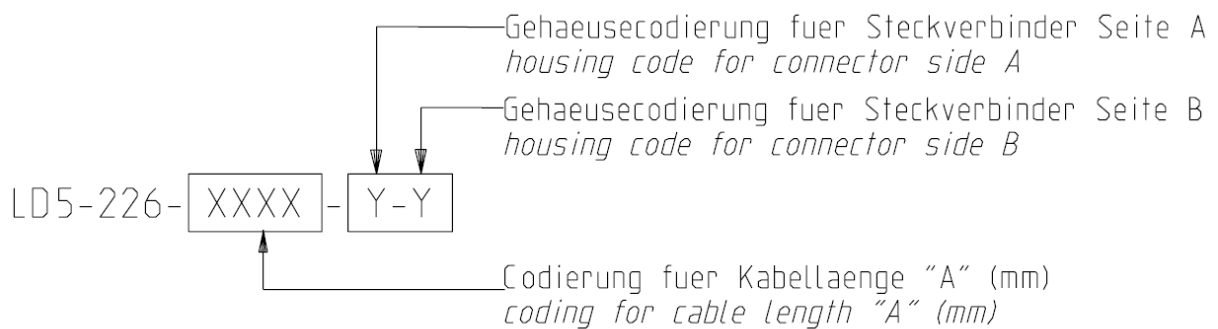 Gehaeusecodierung fuer Steckverbinder Seite A
housing code for connector side A
Gehaeusecodierung fuer Steckverbinder Seite B
housing code for connector side B
LD5-226-XXXX-Y-Y
Codierung fuer Kabellaenge "A" (mm)
coding for cable length "A" (mm)